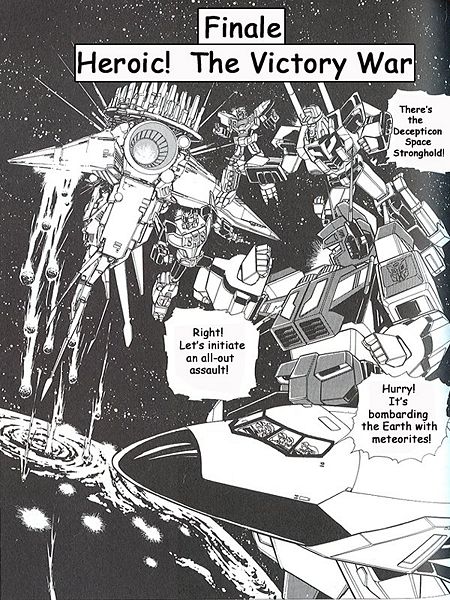 Finale
Heroic! The Victory War
There's
the
Decepticon
Space
Stronghold!
Right!
Let's initiate
an all-out
assault!
Hurry!
It's
bombarding
the Earth with
meteorites!